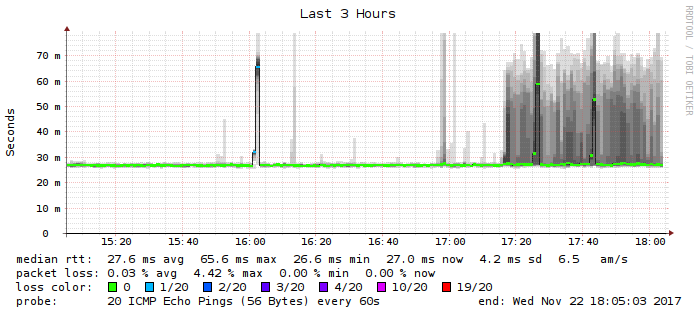 Last 3 Hours
RRDTOOL / TOBI OETIKER
Seconds
70 m
60 m
50 m
40 m
30 m
20 m
10 m
0
15:20 15:40 16:00 16:20 16:40 17:00 17:20 17:40 18:00
median rtt: 27.6 ms avg 65.6 ms max 26.6 ms min 27.0 ms now 4.2 ms sd 6.5 am/s
packet loss: 0.03 % avg 4.42 % max 0.00 % min 0.00 % now
loss color: 0 1/20 2/20 3/20 4/20 10/20 19/20
probe: 20 ICMP Echo Pings (56 Bytes) every 60s end: Wed Nov 22 18:05:03 2017